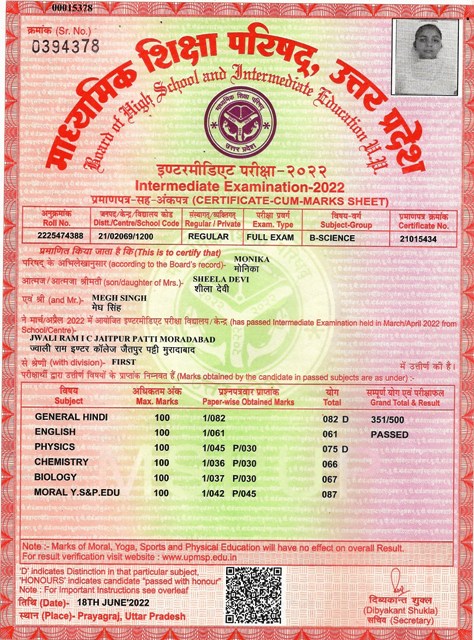 00015378
क्रमांक (Sr. No.)
0394378
माध्यमिक शिक्षा परिषद, उत्तर प्रदेश
Board of High School and Intermediate Education U.P.
माध्यमिक शिक्षा परिषद्
उत्तर प्रदेश
इण्टरमीडिएट परीक्षा-२०२२
Intermediate Examination-2022
प्रमाणपत्र-सह-अंकपत्र (CERTIFICATE-CUM-MARKS SHEET)
अनुक्रमांक जनपद/केन्द्र/विद्यालय कोड संस्थागत/व्यक्तिगत परीक्षा प्रवर्ग विषय-वर्ग प्रमाणपत्र क्रमांक
Roll No. Distt./Centre/School Code Regular / Private Exam. Type Subject-Group Certificate No.
2225474388 21/02069/1200 REGULAR FULL EXAM B-SCIENCE 21015434
प्रमाणित किया जाता है कि(This is to certify that)
MONIKA
परिषद् के अभिलेखानुसार (according to the Board's record)-
मोनिका
SHEELA DEVI
आत्मजा/आत्मज श्रीमती (son/daughter of Mrs.)-
शीला देवी
MEGH SINGH
एवं श्री (and Mr.)-
मेघ सिंह
ने मार्च/अप्रैल 2022 में आयोजित इण्टरमीडिएट परीक्षा विद्यालय/केन्द्र (has passed Intermediate Examination held in March/April 2022 from
School/Centre)-
JWALI RAM I C JAITPUR PATTI MORADABAD
ज्वाली राम इण्टर कॉलेज जैतपुर पट्टी मुरादाबाद
से श्रेणी (with division)- FIRST में उत्तीर्ण की है।
परीक्षार्थी द्वारा उत्तीर्ण विषयों के प्राप्तांक निम्नवत हैं (Marks obtained by the candidate in passed subjects are as under) :-
विषय अधिकतम अंक प्रश्नपत्रवार प्राप्तांक योग सम्पूर्ण योग एवं परीक्षाफल
Subject Max. Marks Paper-wise Obtained Marks Total Grand Total & Result
GENERAL HINDI 100 1/082 082 D 351/500
ENGLISH 100 1/061 061 PASSED
PHYSICS 100 1/045 P/030 075 D
CHEMISTRY 100 1/036 P/030 066
BIOLOGY 100 1/037 P/030 067
MORAL Y.S&P.EDU 100 1/042 P/045 087
Note :- Marks of Moral, Yoga, Sports and Physical Education will have no effect on overall Result.
For result verification visit website : www.upmsp.edu.in
'D' indicates Distinction in that particular subject,
'HONOURS' indicates candidate "passed with honour"
Note : For important Instructions see overleaf
तिथि (Date)- 18TH JUNE'2022
स्थान (Place)- Prayagraj, Uttar Pradesh
दिब्यकान्त शुक्ल
(Dibyakant Shukla)
सचिव (Secretary)